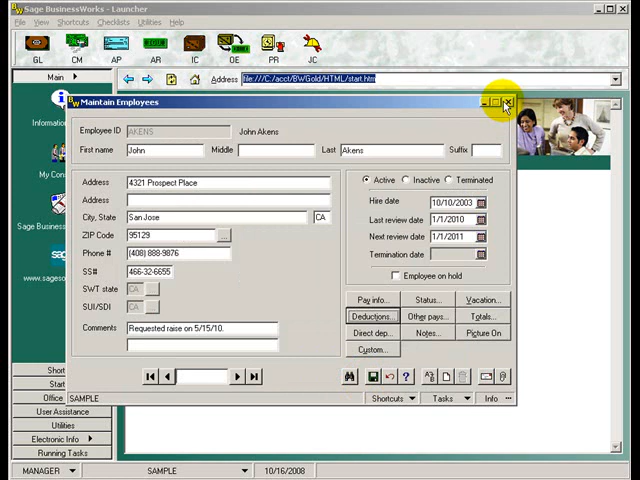 Sage BusinessWorks - Launcher
File View Shortcuts Checklists Utilities Help
GL CM AP AR IC OE PR JC
Main
Address file:///C:/acct/BWGold/HTML/start.htm
Maintain Employees
Employee ID AKENS John Akens
First name John Middle Last Akens Suffix
Information
My Con
Sage Busin
www.sageso
Address 4321 Prospect Place
Address
City, State San Jose CA
ZIP Code 95129
Phone # (408) 888-9876
SS# 466-32-6655
SWT state CA
SUI/SDI CA
Comments Requested raise on 5/15/10.
Active Inactive Terminated
Hire date 10/10/2003
Last review date 1/1/2010
Next review date 1/1/2011
Termination date
Employee on hold
Pay info... Status... Vacation...
Deductions... Other pays... Totals...
Direct dep... Notes... Picture On
Custom...
SAMPLE Shortcuts Tasks Info
Short
Start
Office
User Assistance
Utilities
Electronic Info
Running Tasks
MANAGER SAMPLE 10/16/2008